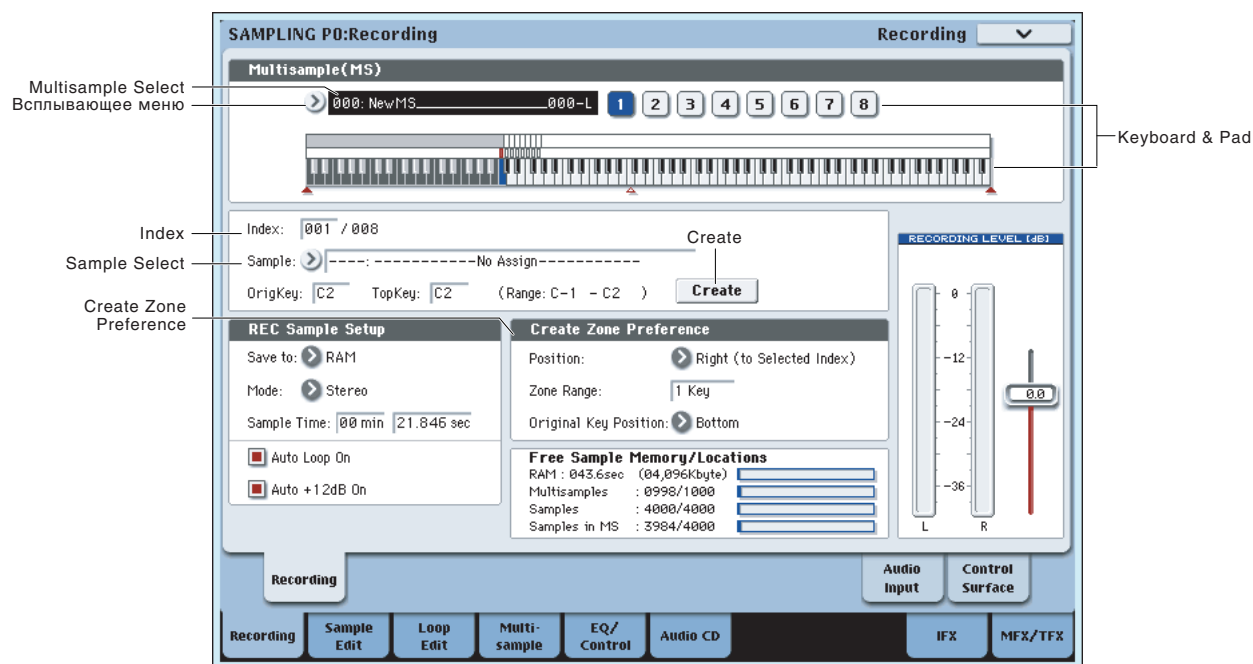 SAMPLING P0:Recording
Recording
Multisample(MS)
Multisample Select
Всплывающее меню
000: NewMS 000-L
1 2 3 4 5 6 7 8
Keyboard & Pad
Index
Index: 001 / 008
Create
RECORDING LEVEL [dB]
Sample Select
Sample: ----: -----------No Assign-----------
OrigKey: C2 TopKey: C2 (Range: C-1 - C2 ) Create
Create Zone
Preference
REC Sample Setup
Save to: RAM
Mode: Stereo
Sample Time: 00 min 21.846 sec
Auto Loop On
Auto +12dB On
Create Zone Preference
Position: Right (to Selected Index)
Zone Range: 1 Key
Original Key Position: Bottom
Free Sample Memory/Locations
RAM : 043.6sec (04,096Kbyte)
Multisamples : 0998/1000
Samples : 4000/4000
Samples in MS : 3984/4000
0
-12
-24
-36
0.0
L R
Recording
Audio Input
Control Surface
Recording
Sample Edit
Loop Edit
Multi-sample
EQ/Control
Audio CD
IFX
MFX/TFX